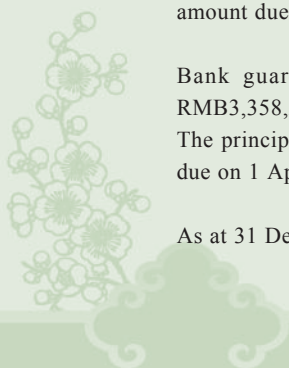 amount due
Bank guar
RMB3,358,
The princip
due on 1 Ap
As at 31 De